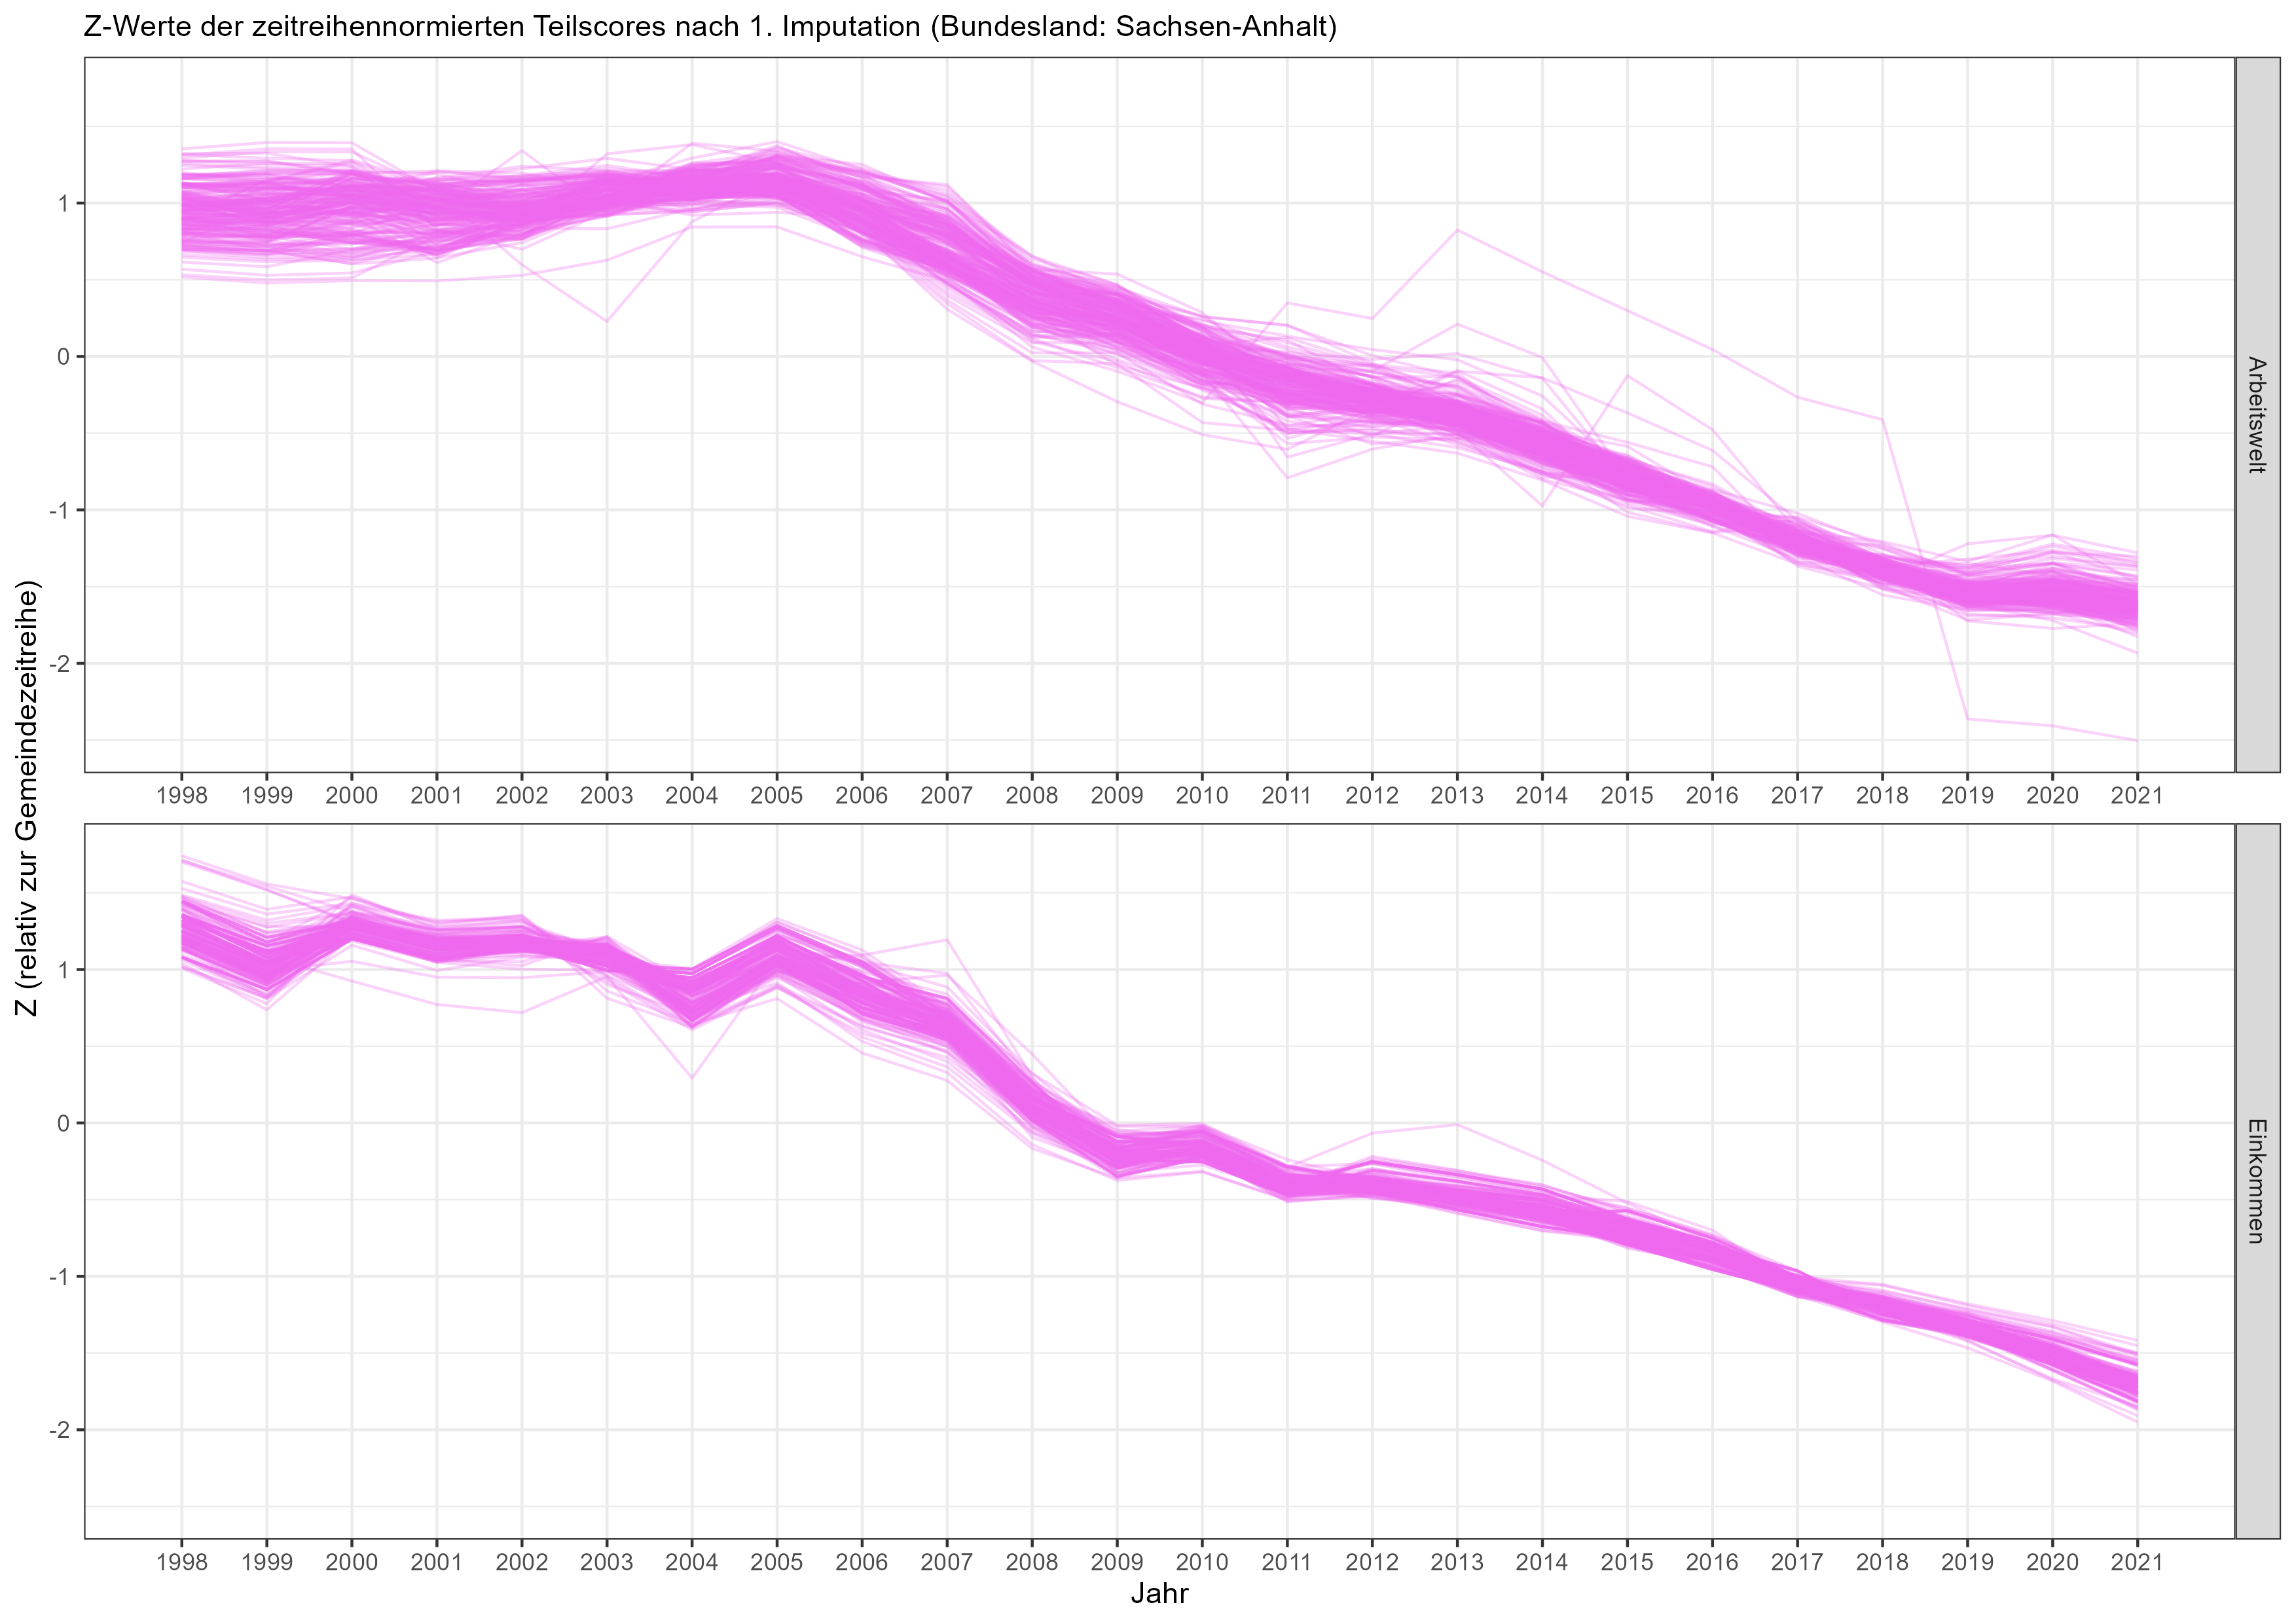 Z-Werte der zeitreihennormierten Teilscores nach 1. Imputation (Bundesland: Sachsen-Anhalt)
Z (relativ zur Gemeindezeitreihe)
1
0
-1
-2
Arbeitswelt
1998 1999 2000 2001 2002 2003 2004 2005 2006 2007 2008 2009 2010 2011 2012 2013 2014 2015 2016 2017 2018 2019 2020 2021
1
0
-1
-2
Einkommen
1998 1999 2000 2001 2002 2003 2004 2005 2006 2007 2008 2009 2010 2011 2012 2013 2014 2015 2016 2017 2018 2019 2020 2021
Jahr